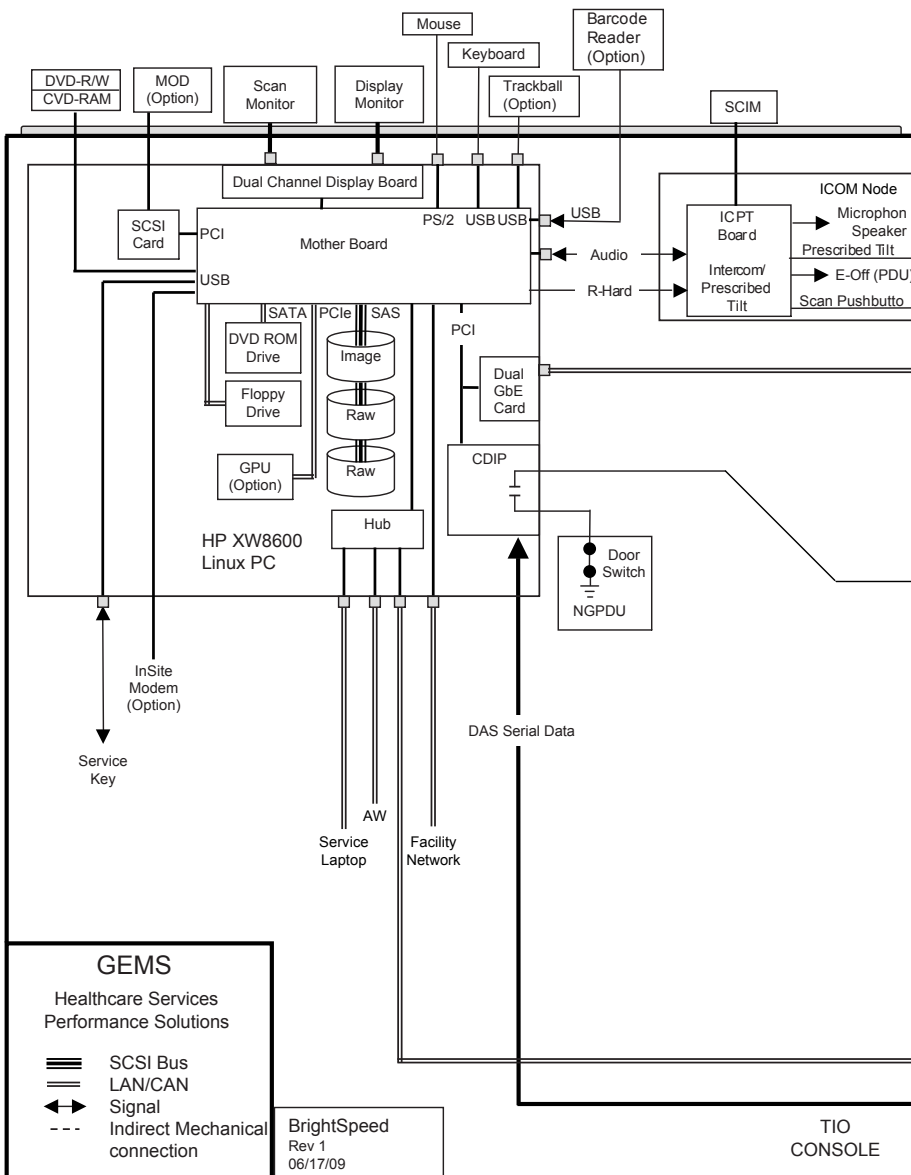 Mouse
Barcode
Reader
(Option)
Keyboard
DVD-R/W
CVD-RAM
MOD
(Option)
Scan
Monitor
Display
Monitor
Trackball
(Option)
SCIM
Dual Channel Display Board
ICOM Node
SCSI
Card
PCI
Mother Board
PS/2
USB
USB
USB
ICPT
Board
Microphon
Speaker
Audio
Prescribed Tilt
USB
R-Hard
Intercom/
Prescribed
Tilt
E-Off (PDU)
Scan Pushbutto
SATA
PCIe
SAS
PCI
DVD ROM
Drive
Image
Dual
GbE
Card
Floppy
Drive
Raw
GPU
(Option)
Raw
CDIP
Hub
HP XW8600
Linux PC
Door
Switch
NGPDU
InSite
Modem
(Option)
DAS Serial Data
Service
Key
AW
Service
Laptop
Facility
Network
GEMS
Healthcare Services
Performance Solutions
SCSI Bus
LAN/CAN
Signal
Indirect Mechanical
connection
BrightSpeed
Rev 1
06/17/09
TIO
CONSOLE